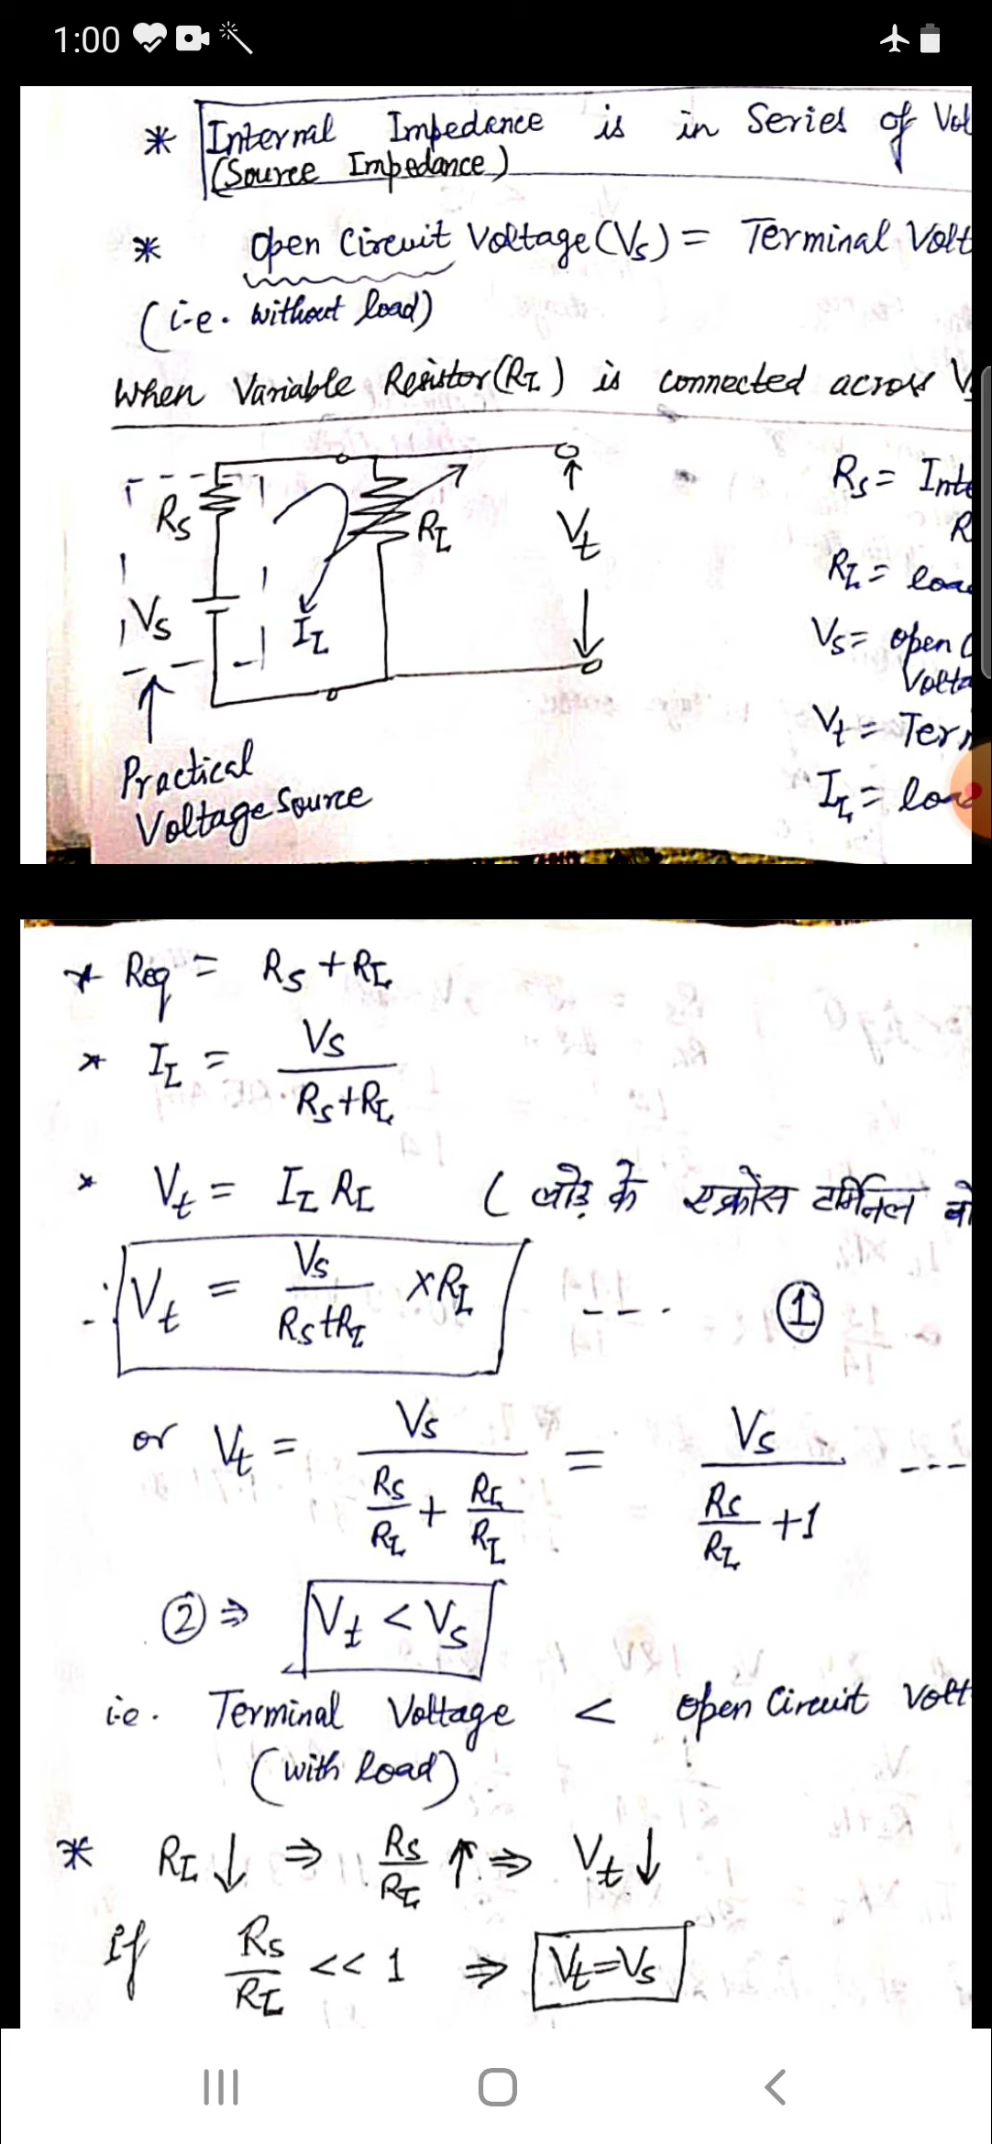 1:00
* Internal Impedance is in Series of Vol
(Source Impedance)
* Open Circuit Voltage (Vs) = Terminal Volt
(i.e. without load)
When Variable Resistor (RL) is connected across V
Rs
RL
Vt
Vs
IL
Practical
Voltage Source
Rs = Inte
R
RL = loa
Vs = open C
Volta
Vt = Ter
IL = loa
* Req = Rs + RL
* IL = Vs / Rs+RL
* Vt = IL RL (लोड के एक्रोस टर्मिनल वो
∴ Vt = Vs / Rs+RL × RL ---. ①
or Vt = Vs / Rs/RL + RL/RL = Vs / Rs/RL +1 ---
② ⇒ Vt < Vs
i.e. Terminal Voltage < Open Circuit Volt
(with load)
* RL ↓ ⇒ Rs/RL ↑ ⇒ Vt ↓
If Rs/RL << 1 ⇒ Vt=Vs